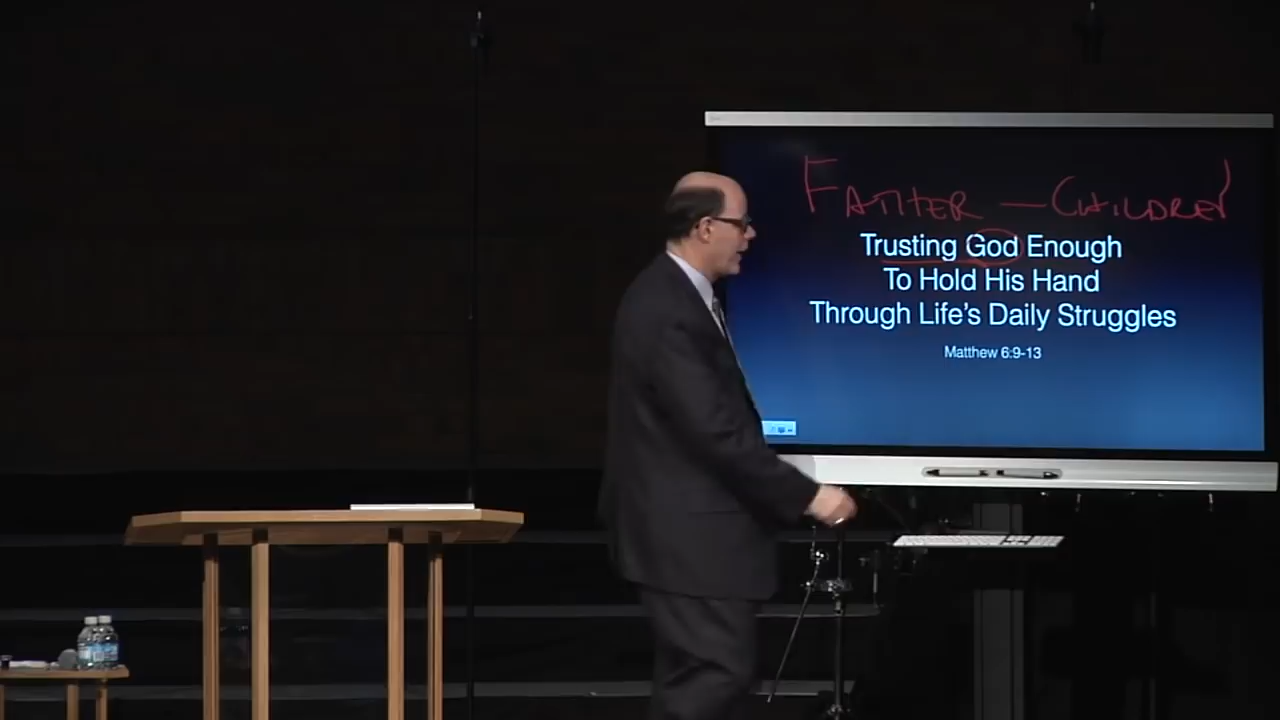 FATHER — CHILDREN
Trusting God Enough
To Hold His Hand
Through Life's Daily Struggles
Matthew 6:9-13